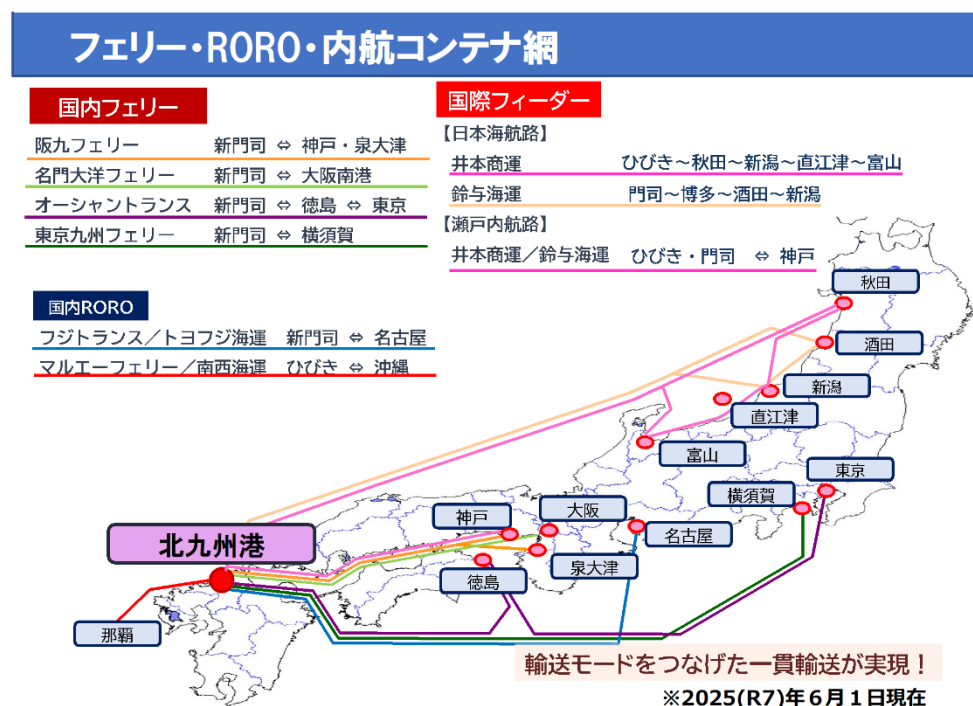 フェリー・RORO・内航コンテナ網
国内フェリー
阪九フェリー 新門司 ⇔ 神戸・泉大津
名門大洋フェリー 新門司 ⇔ 大阪南港
オーシャントランス 新門司 ⇔ 徳島 ⇔ 東京
東京九州フェリー 新門司 ⇔ 横須賀
国内RORO
フジトランス／トヨフジ海運 新門司 ⇔ 名古屋
マルエーフェリー／南西海運 ひびき ⇔ 沖縄
国際フィーダー
【日本海航路】
井本商運 ひびき～秋田～新潟～直江津～富山
鈴与海運 門司～博多～酒田～新潟
【瀬戸内航路】
井本商運／鈴与海運 ひびき・門司 ⇔ 神戸
秋田
酒田
新潟
直江津
富山
東京
横須賀
大阪
神戸
名古屋
北九州港
泉大津
徳島
那覇
輸送モードをつなげた一貫輸送が実現！
※2025(R7)年６月１日現在